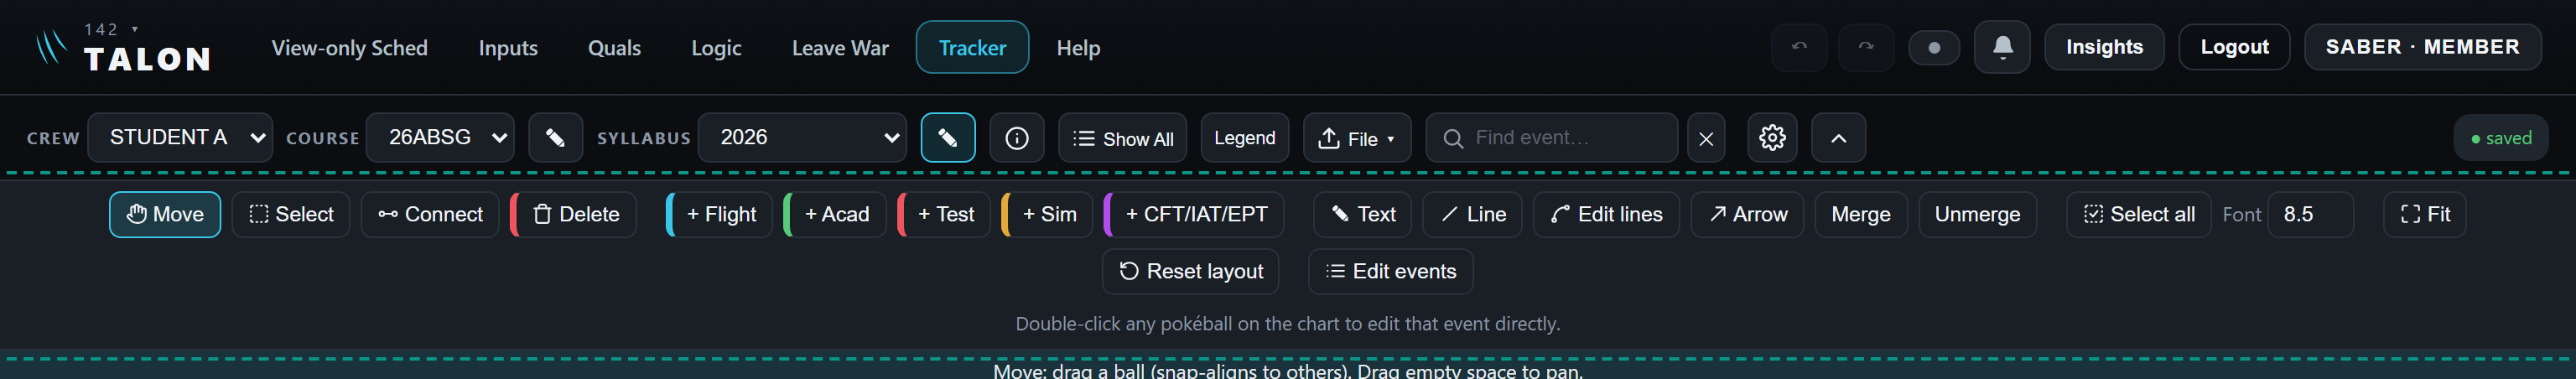 142 ▾
TALON View-only Sched Inputs Quals Logic Leave War Tracker Help Insights Logout SABER · MEMBER
CREW STUDENT A COURSE 26ABSG SYLLABUS 2026 Show All Legend File ▾ Find event... saved
Move Select Connect Delete + Flight + Acad + Test + Sim + CFT/IAT/EPT Text Line Edit lines Arrow Merge Unmerge Select all Font 8.5 Fit
Reset layout Edit events
Double-click any pokéball on the chart to edit that event directly.
Move: drag a ball (snap-aligns to others). Drag empty space to pan.